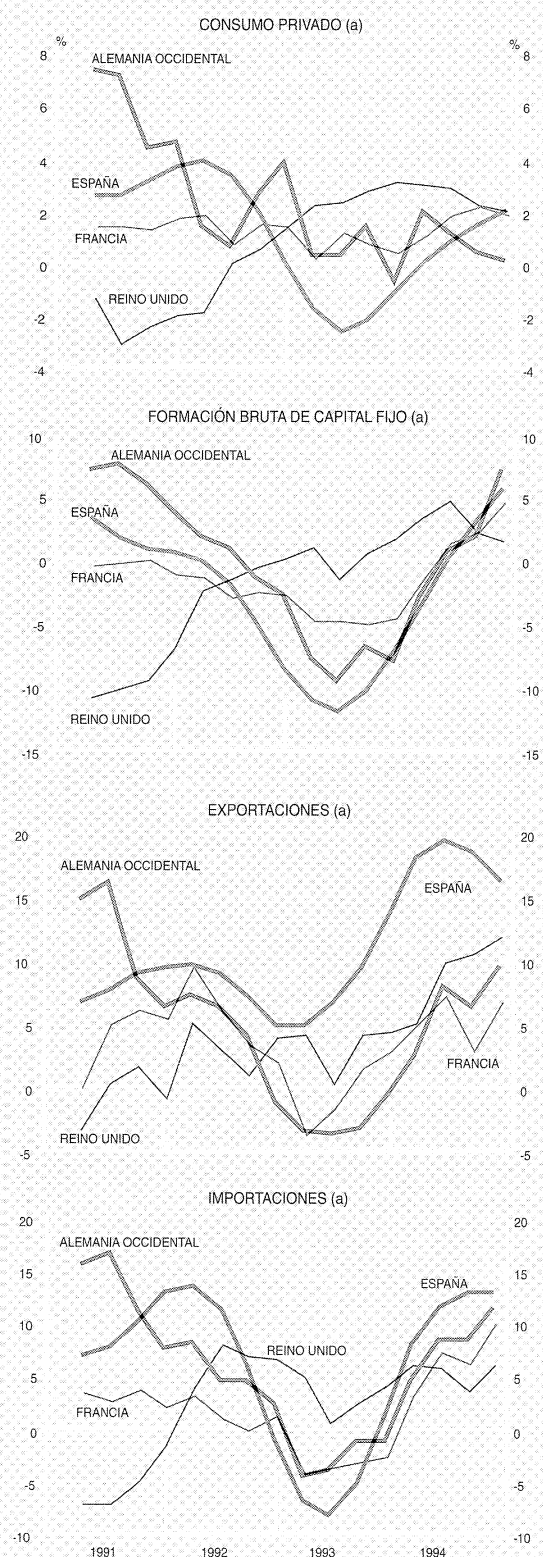 CONSUMO PRIVADO (a)
% %
8 8
ALEMANIA OCCIDENTAL
6 6
4 4
ESPAÑA
2 2
FRANCIA
0 0
REINO UNIDO
-2 -2
-4 -4
FORMACIÓN BRUTA DE CAPITAL FIJO (a)
10 10
ALEMANIA OCCIDENTAL
5 5
ESPAÑA
0 0
FRANCIA
-5 -5
-10 -10
REINO UNIDO
-15 -15
EXPORTACIONES (a)
20 20
ALEMANIA OCCIDENTAL
ESPAÑA
15 15
10 10
5 5
FRANCIA
0 0
REINO UNIDO
-5 -5
IMPORTACIONES (a)
20 20
ALEMANIA OCCIDENTAL
15 15
ESPAÑA
10 10
REINO UNIDO
5 5
FRANCIA
0 0
-5 -5
-10 -10
1991 1992 1993 1994